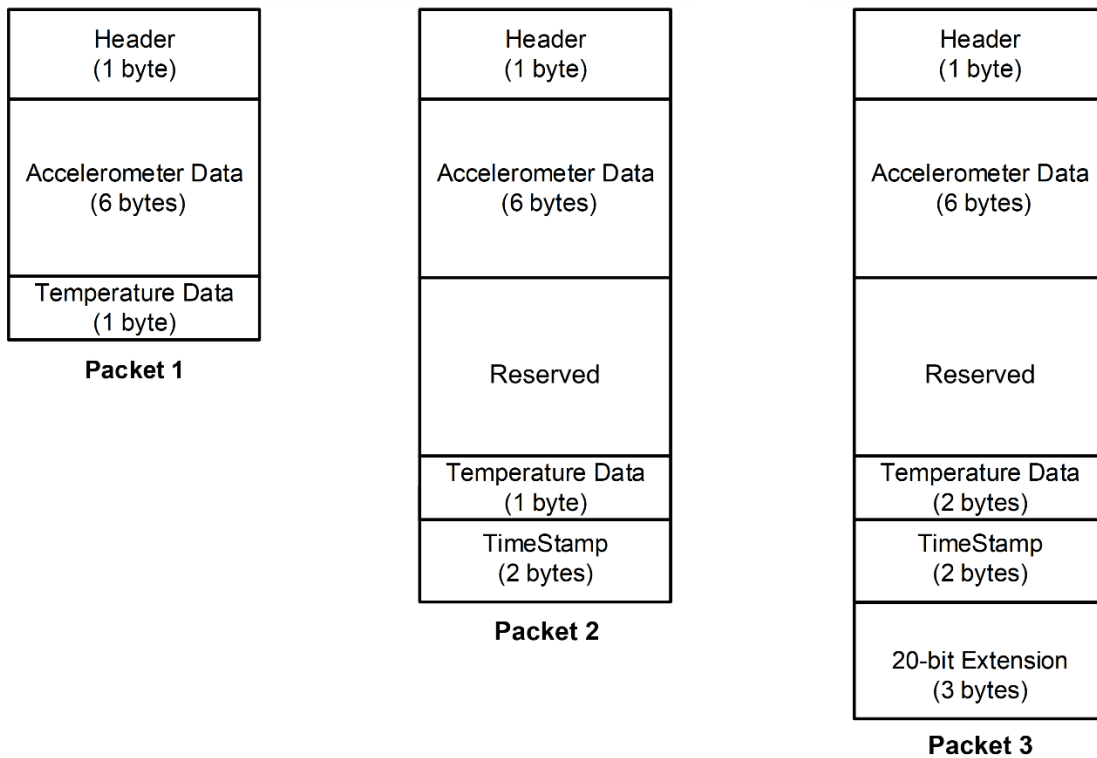 Header
(1 byte)
Accelerometer Data
(6 bytes)
Temperature Data
(1 byte)
Packet 1
Header
(1 byte)
Accelerometer Data
(6 bytes)
Reserved
Temperature Data
(1 byte)
TimeStamp
(2 bytes)
Packet 2
Header
(1 byte)
Accelerometer Data
(6 bytes)
Reserved
Temperature Data
(2 bytes)
TimeStamp
(2 bytes)
20-bit Extension
(3 bytes)
Packet 3